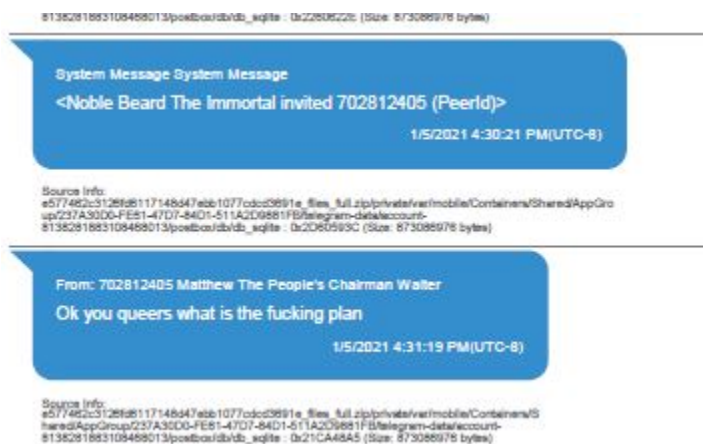 8138281883108468013/postbox/db/db_sqlite : 0x2260622E (Size: 873086976 bytes)
System Message System Message
<Noble Beard The Immortal invited 702812405 (PeerId)>
1/5/2021 4:30:21 PM(UTC-8)
Source Info:
files_full.zip/private/var/mobile/Containers/Shared/AppGro
up/237A30D0-FE61-47D7-84D1-511A2D9881FB/telegram-data/account-
8138281883108468013/postbox/db/db_sqlite : 0x2D60593C (Size: 873086976 bytes)
From: 702812405 Matthew The People's Chairman Walter
Ok you queers what is the fucking plan
1/5/2021 4:31:19 PM(UTC-8)
Source Info:
files_full.zip/private/var/mobile/Containers/S
hared/AppGroup/237A30D0-FE61-47D7-84D1-511A2D9881FB/telegram-data/account-
8138281883108468013/postbox/db/db_sqlite : 0x21CA48A5 (Size: 873086976 bytes)